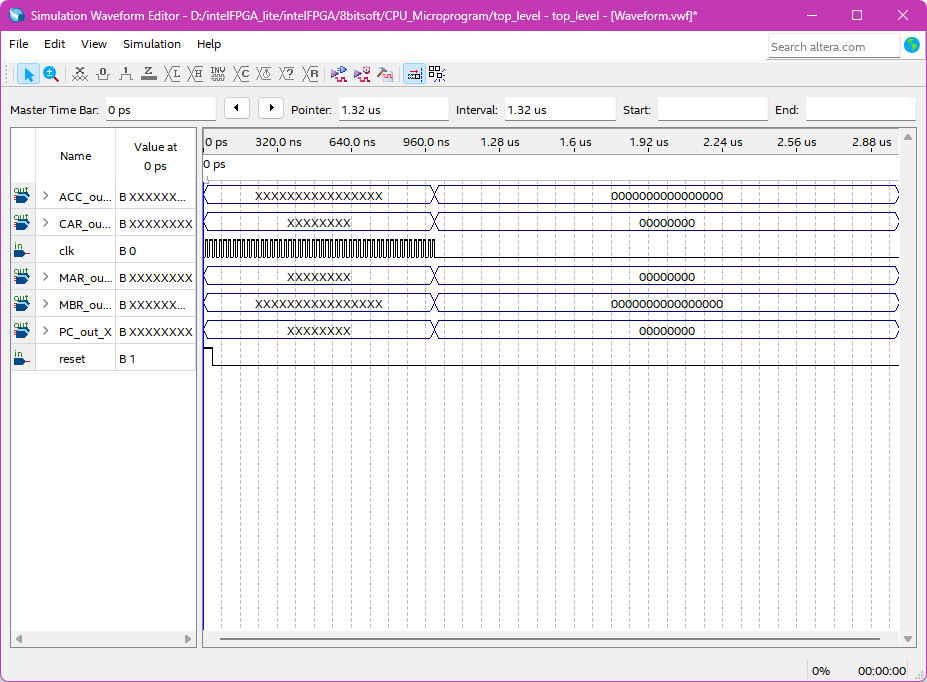 Simulation Waveform Editor - D:/intelFPGA_lite/intelFPGA/8bitsoft/CPU_Microprogram/top_level - top_level - [Waveform.vwf]*
File Edit View Simulation Help
Search altera.com
Master Time Bar: 0 ps Pointer: 1.32 us Interval: 1.32 us Start: End:
Name Value at 0 ps
0 ps 320.0 ns 640.0 ns 960.0 ns 1.28 us 1.6 us 1.92 us 2.24 us 2.56 us 2.88 us
0 ps
out > ACC_ou... B XXXXXX... XXXXXXXXXXXXXXXX 0000000000000000
out > CAR_ou... B XXXXXXXX XXXXXXXX 00000000
in clk B 0
out > MAR_ou... B XXXXXXXX XXXXXXXX 00000000
out > MBR_ou... B XXXXXX... XXXXXXXXXXXXXXXX 0000000000000000
out > PC_out_X B XXXXXXXX XXXXXXXX 00000000
in reset B 1
0% 00:00:00